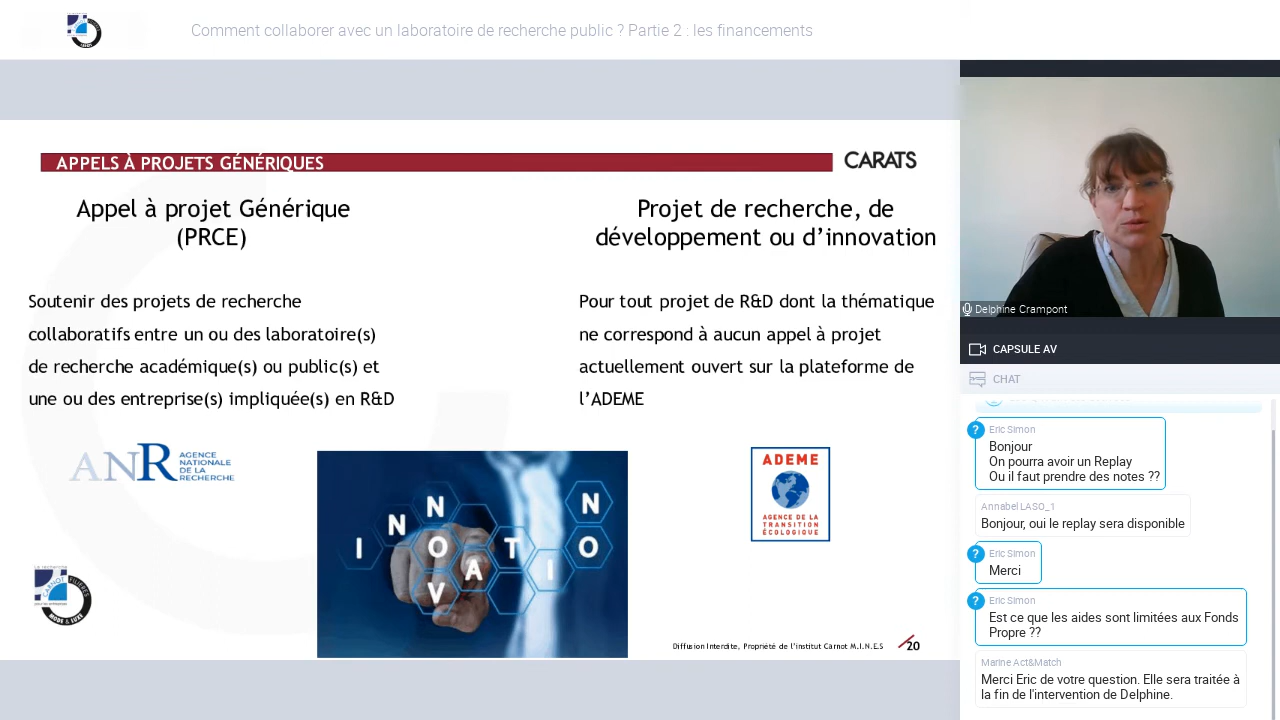 Comment collaborer avec un laboratoire de recherche public ? Partie 2 : les financements
APPELS À PROJETS GÉNÉRIQUES
CARATS
Appel à projet Générique
(PRCE)
Soutenir des projets de recherche
collaboratifs entre un ou des laboratoire(s)
de recherche académique(s) ou public(s) et
une ou des entreprise(s) impliquée(s) en R&D
Projet de recherche, de
développement ou d'innovation
Pour tout projet de R&D dont la thématique
ne correspond à aucun appel à projet
actuellement ouvert sur la plateforme de
l'ADEME
ANR AGENCE
NATIONALE
DE LA
RECHERCHE
INNOVATION
ADEME
AGENCE DE LA
TRANSITION
ÉCOLOGIQUE
CARNOT
FILIÈRES
MODE & LUXE
Diffusion Interdite, Propriété de l'institut Carnot M.I.N.E.S
20
Delphine Crampont
CAPSULE AV
CHAT
Eric Simon
Bonjour
On pourra avoir un Replay
Ou il faut prendre des notes ??
Annabel LASO_1
Bonjour, oui le replay sera disponible
Eric Simon
Merci
Eric Simon
Est ce que les aides sont limitées aux Fonds
Propre ??
Marine Act&Match
Merci Eric de votre question. Elle sera traitée à
la fin de l'intervention de Delphine.